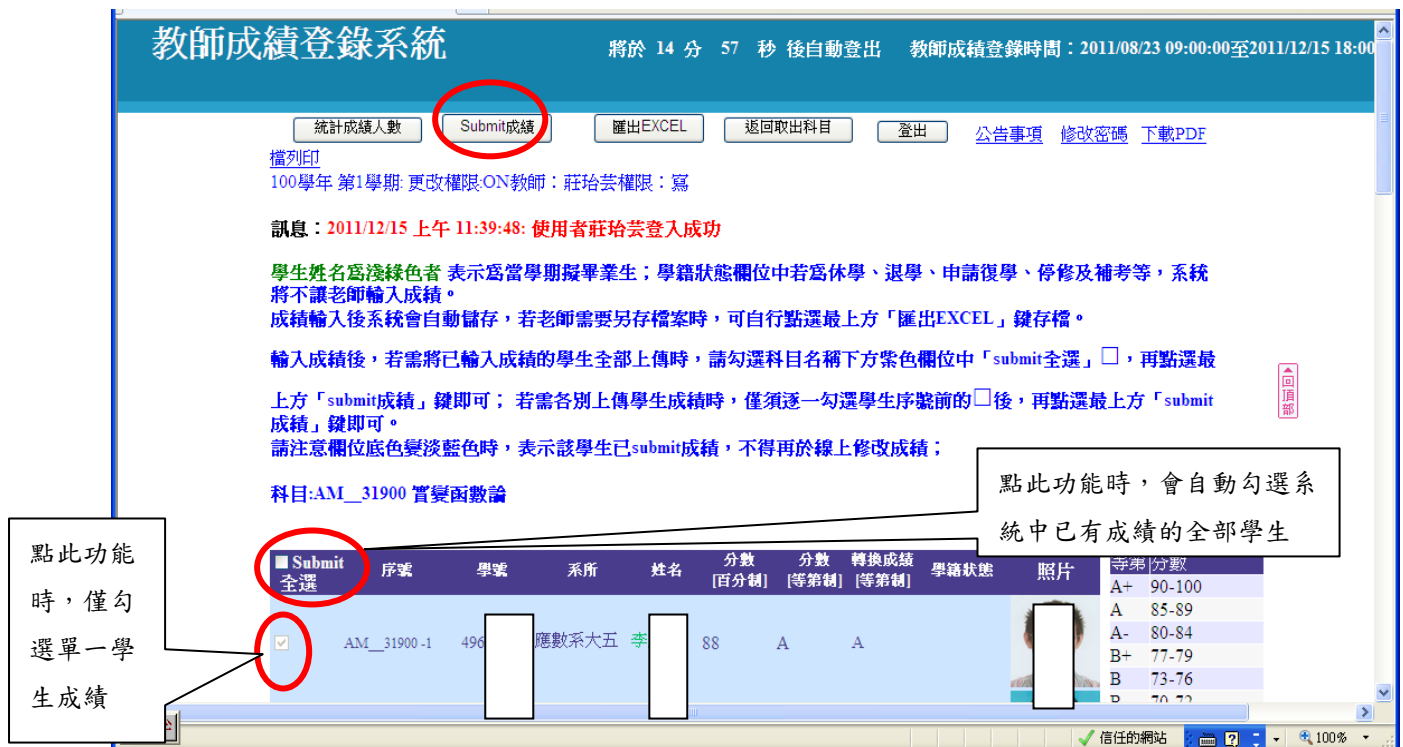 教師成績登錄系統
將於 14 分 57 秒 後自動登出 教師成績登錄時間：2011/08/23 09:00:00至2011/12/15 18:00
統計成績人數 Submit成績 匯出EXCEL 返回取出科目 登出 公告事項 修改密碼 下載PDF
檔列印
100學年 第1學期: 更改權限:ON教師：莊玿芸權限：寫
訊息：2011/12/15 上午 11:39:48: 使用者莊玿芸登入成功
學生姓名為淺綠色者 表示為當學期擬畢業生；學籍狀態欄位中若為休學、退學、申請復學、停修及補考等，系統
將不讓老師輸入成績。
成績輸入後系統會自動儲存，若老師需要另存檔案時，可自行點選最上方「匯出EXCEL」鍵存檔。
輸入成績後，若需將已輸入成績的學生全部上傳時，請勾選科目名稱下方紫色欄位中「submit全選」□，再點選最
上方「submit成績」鍵即可； 若需各別上傳學生成績時，僅須逐一勾選學生序號前的□後，再點選最上方「submit
成績」鍵即可。
請注意欄位底色變淡藍色時，表示該學生已submit成績，不得再於線上修改成績；
回頂部
科目:AM__31900 實變函數論
點此功能時，會自動勾選系
統中已有成績的全部學生
點此功能
時，僅勾
選單一學
生成績
Submit
全選
序號 學號 系所 姓名 分數 [百分制] 分數 [等第制] 轉換成績 [等第制] 學籍狀態 照片
AM__31900 -1 496 應數系大五 李 88 A A
等第 分數
A+ 90-100
A 85-89
A- 80-84
B+ 77-79
B 73-76
信任的網站 100%